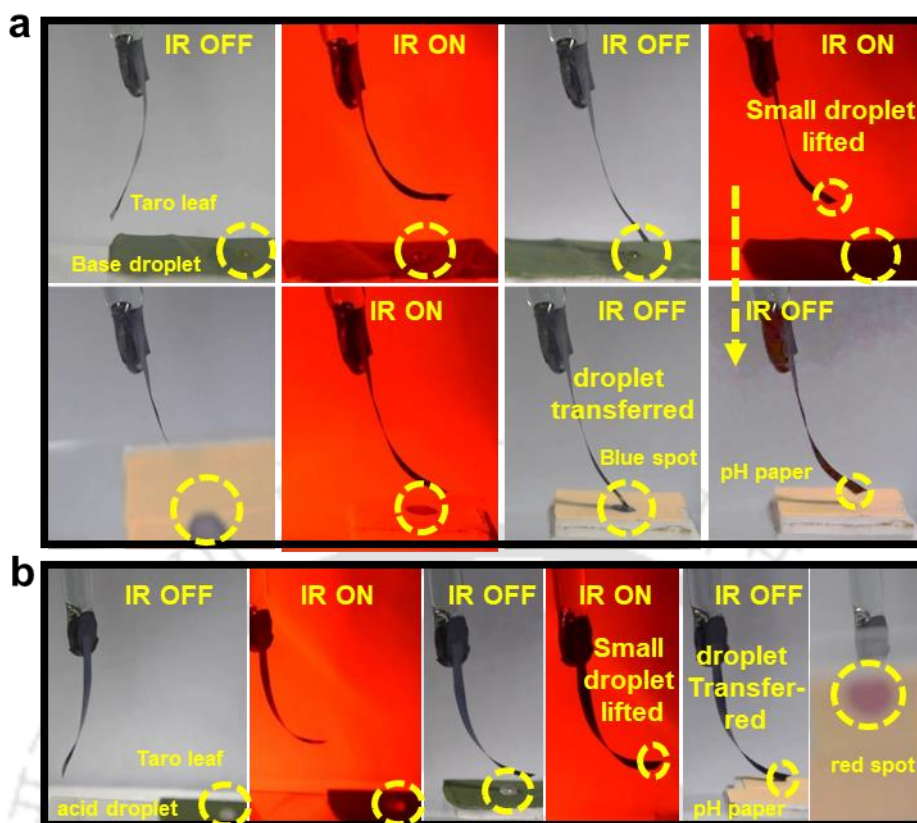 a
IR OFF
IR ON
IR OFF
IR ON
Small droplet
lifted
Taro leaf
Base droplet
IR ON
IR OFF
IR OFF
droplet
transferred
Blue spot
pH paper
b
IR OFF
IR ON
IR OFF
IR ON
IR OFF
Small
droplet
lifted
droplet
Transfer-
red
Taro leaf
acid droplet
pH paper
red spot